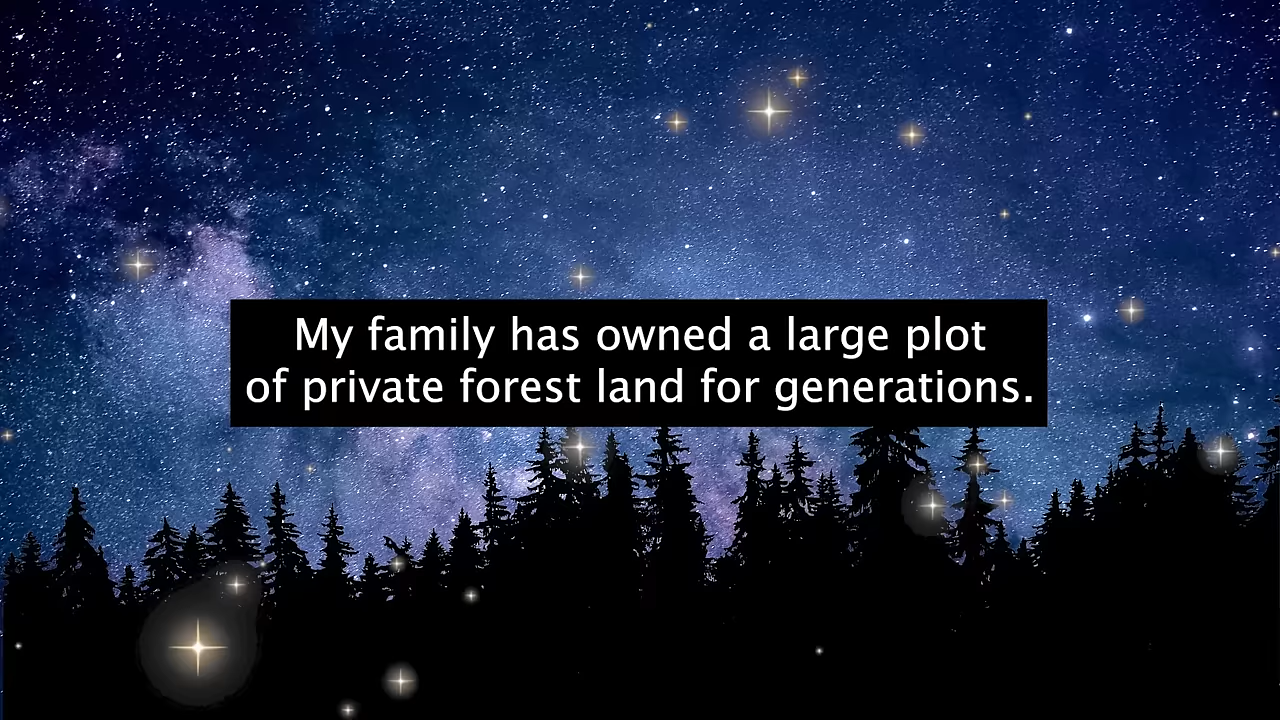 My family has owned a large plot
of private forest land for generations.